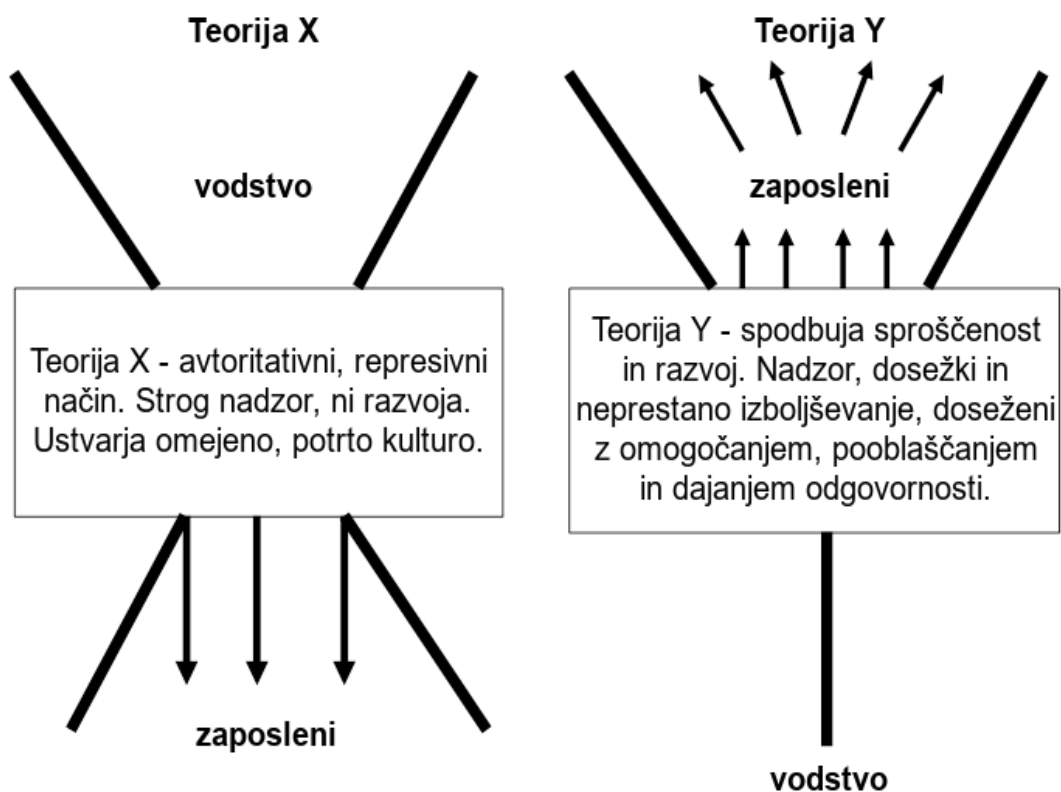 Teorija X
vodstvo
Teorija X - avtoritativni, represivni
način. Strog nadzor, ni razvoja.
Ustvarja omejeno, potrto kulturo.
zaposleni
Teorija Y
zaposleni
Teorija Y - spodbuja sproščenost
in razvoj. Nadzor, dosežki in
neprestano izboljševanje, doseženi
z omogočanjem, pooblaščanjem
in dajanjem odgovornosti.
vodstvo